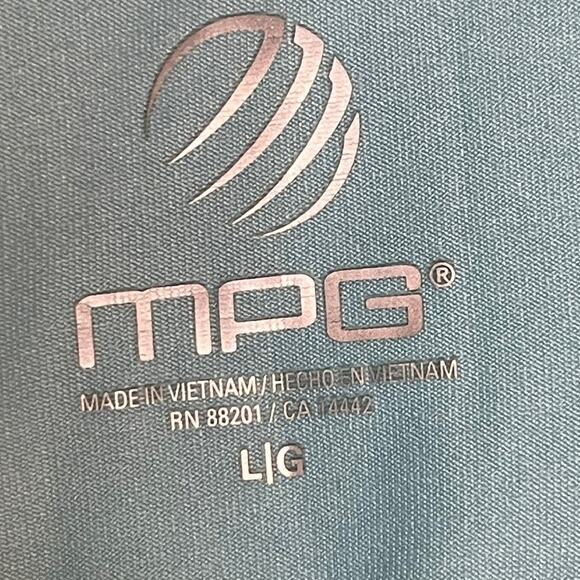 MPG®
MADE IN VIETNAM / HECHO EN VIETNAM
RN 88201 / CA 14442
L|G